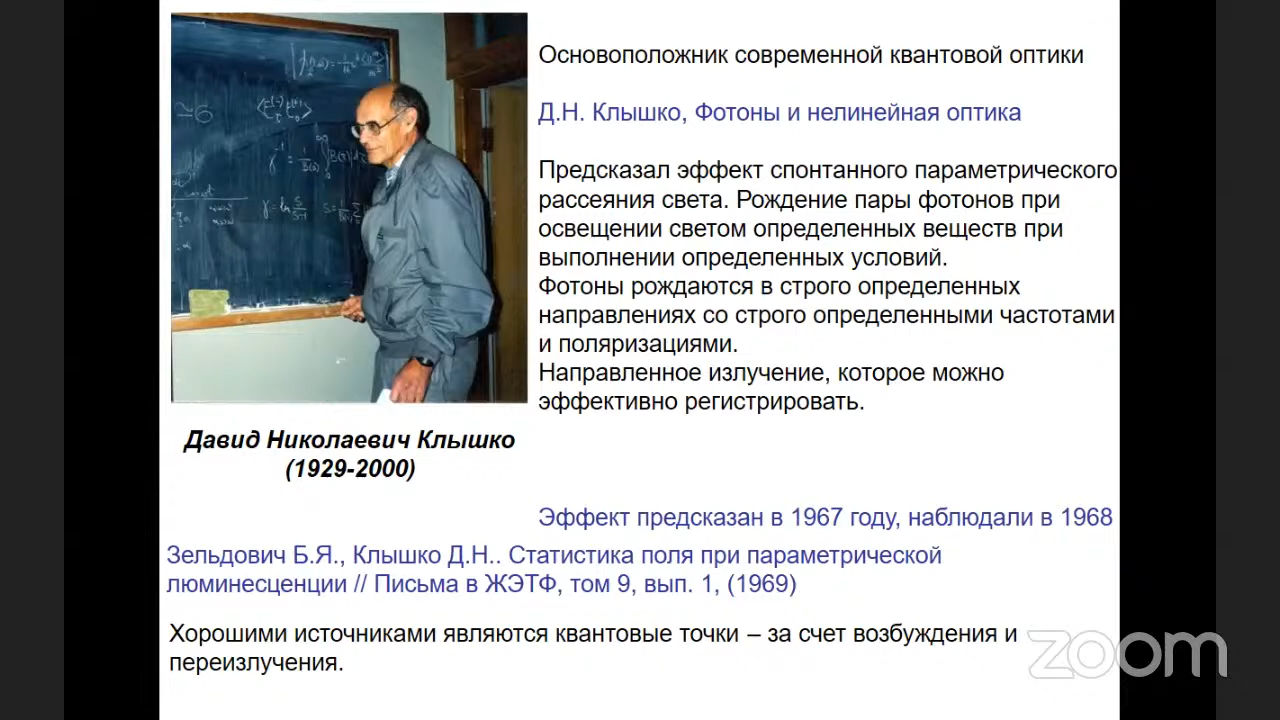 Основоположник современной квантовой оптики
Д.Н. Клышко, Фотоны и нелинейная оптика
Предсказал эффект спонтанного параметрического
рассеяния света. Рождение пары фотонов при
освещении светом определенных веществ при
выполнении определенных условий.
Фотоны рождаются в строго определенных
направлениях со строго определенными частотами
и поляризациями.
Направленное излучение, которое можно
эффективно регистрировать.
Давид Николаевич Клышко
(1929-2000)
Эффект предсказан в 1967 году, наблюдали в 1968
Зельдович Б.Я., Клышко Д.Н.. Статистика поля при параметрической
люминесценции // Письма в ЖЭТФ, том 9, вып. 1, (1969)
Хорошими источниками являются квантовые точки – за счет возбуждения и
переизлучения.
zoom